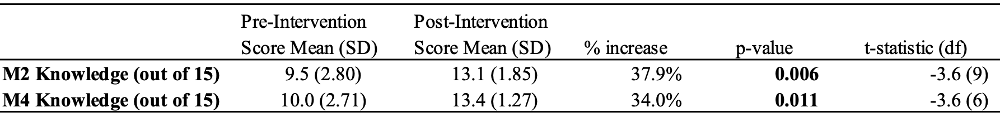 Pre-Intervention Post-Intervention
Score Mean (SD) Score Mean (SD) % increase p-value t-statistic (df)
M2 Knowledge (out of 15) 9.5 (2.80) 13.1 (1.85) 37.9% 0.006 -3.6 (9)
M4 Knowledge (out of 15) 10.0 (2.71) 13.4 (1.27) 34.0% 0.011 -3.6 (6)